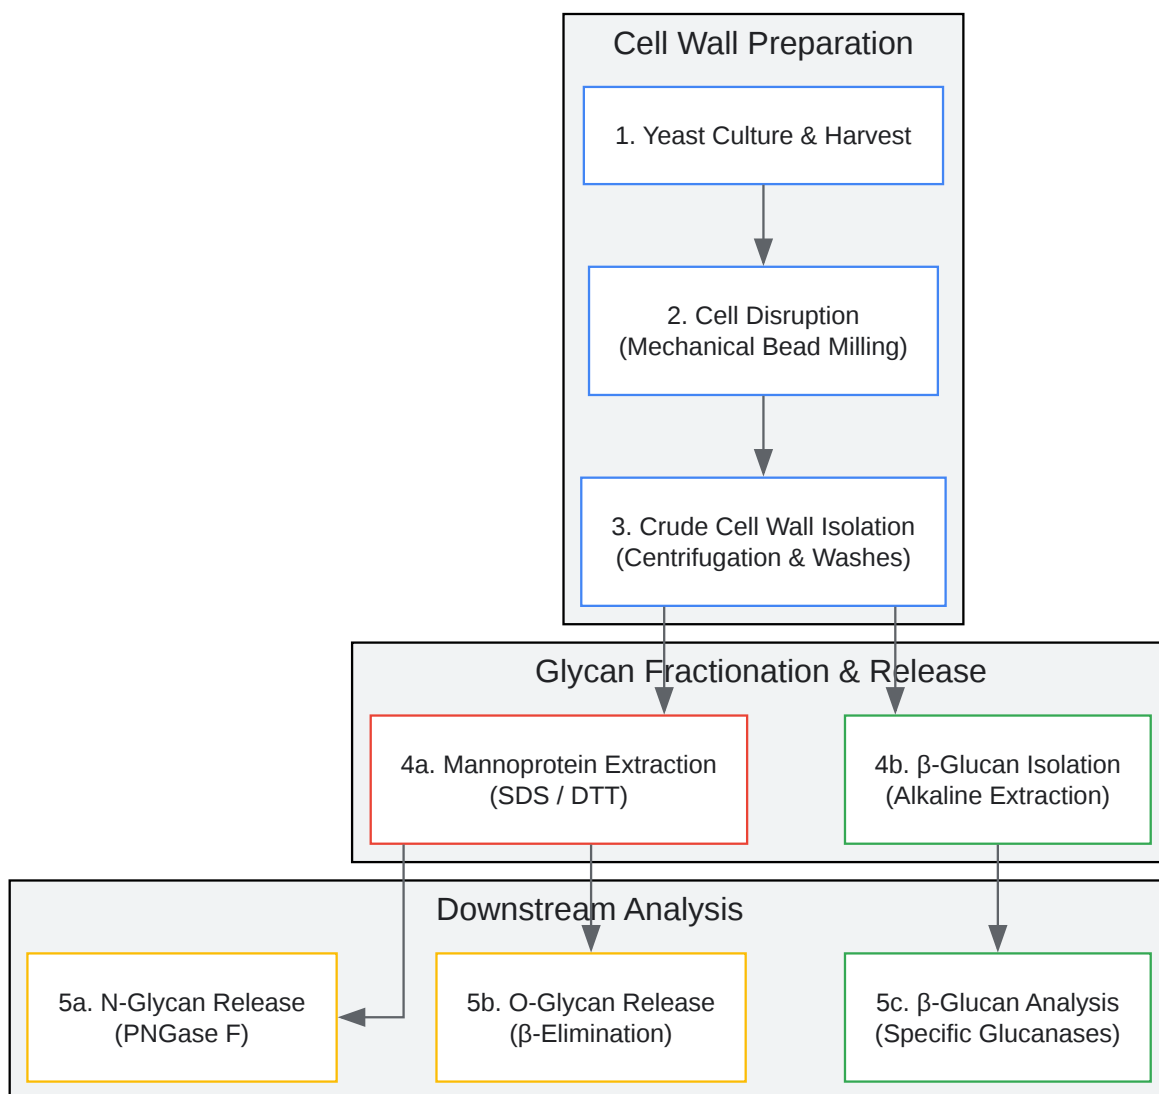 Cell Wall Preparation
1. Yeast Culture & Harvest
2. Cell Disruption
(Mechanical Bead Milling)
3. Crude Cell Wall Isolation
(Centrifugation & Washes)
Glycan Fractionation & Release
4a. Mannoprotein Extraction
(SDS / DTT)
4b. β-Glucan Isolation
(Alkaline Extraction)
Downstream Analysis
5a. N-Glycan Release
(PNGase F)
5b. O-Glycan Release
(β-Elimination)
5c. β-Glucan Analysis
(Specific Glucanases)